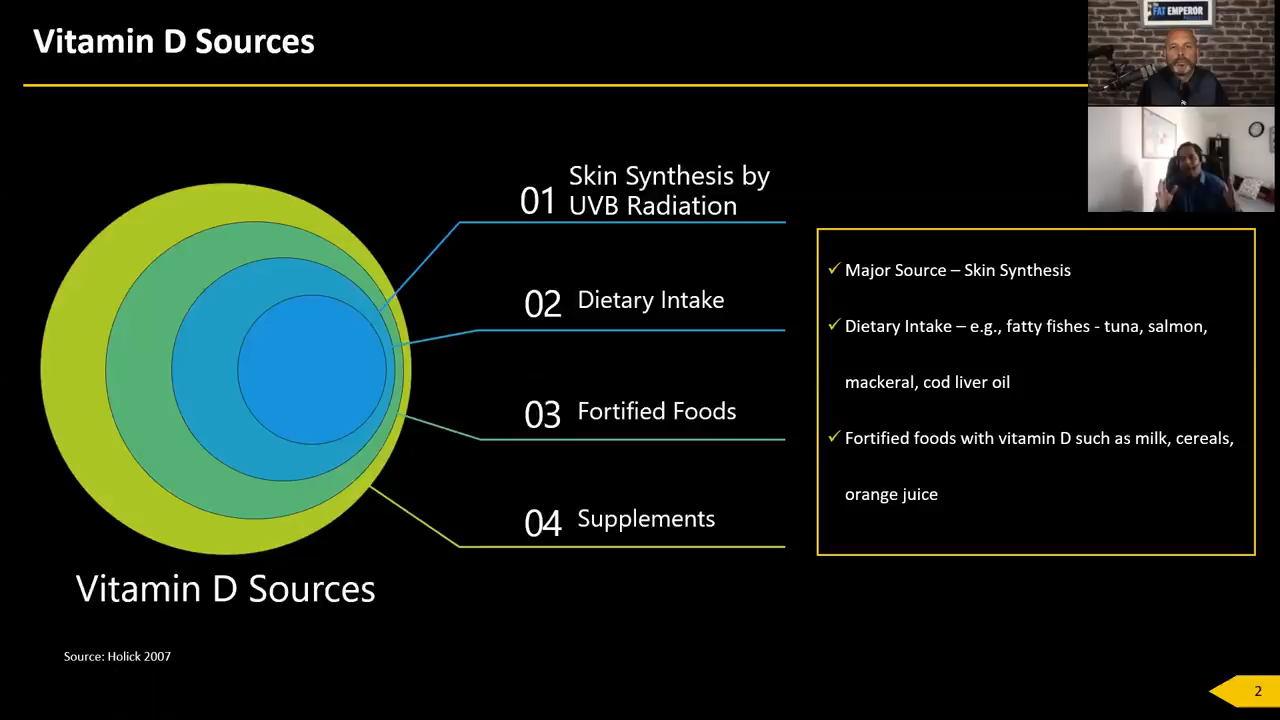 Vitamin D Sources
FAT EMPEROR
01
Skin Synthesis by
UVB Radiation
02 Dietary Intake
03 Fortified Foods
04 Supplements
Vitamin D Sources
Source: Holick 2007
✓ Major Source – Skin Synthesis
✓ Dietary Intake – e.g., fatty fishes - tuna, salmon,
mackeral, cod liver oil
✓ Fortified foods with vitamin D such as milk, cereals,
orange juice
2